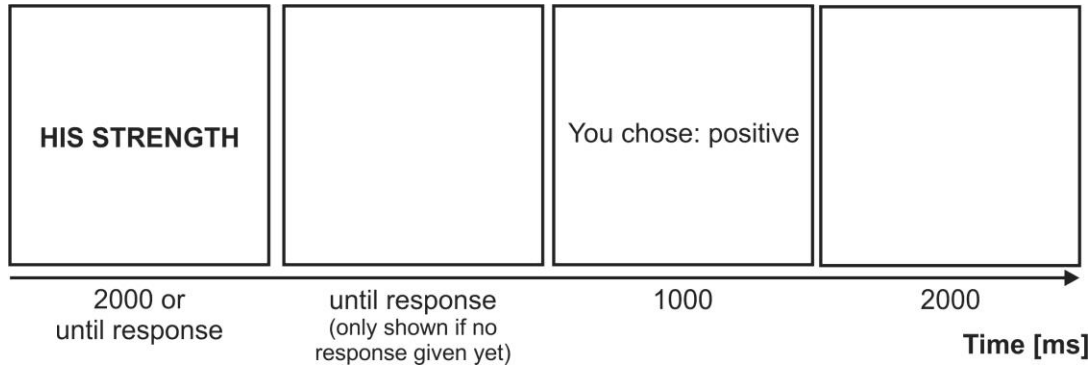 HIS STRENGTH
You chose: positive
2000 or
until response
until response
(only shown if no
response given yet)
1000
2000
Time [ms]